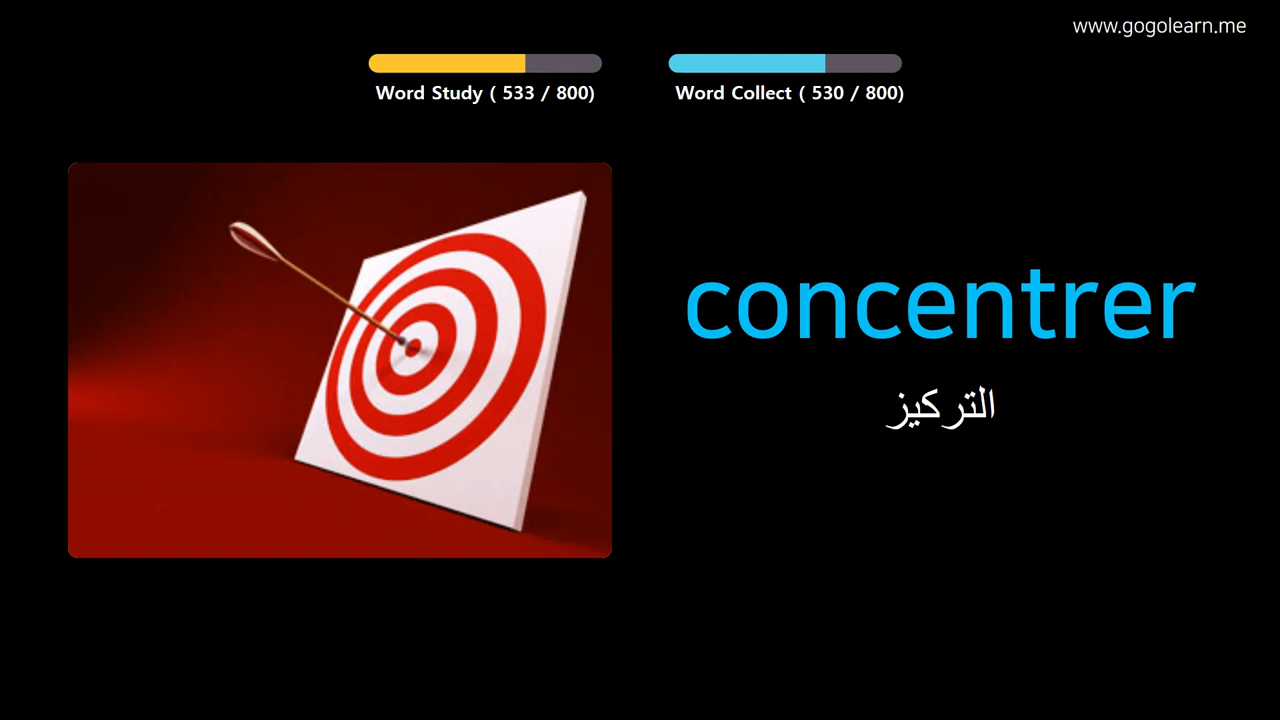 www.gogolearn.me
Word Study ( 533 / 800)
Word Collect ( 530 / 800)
concentrer
التركيز